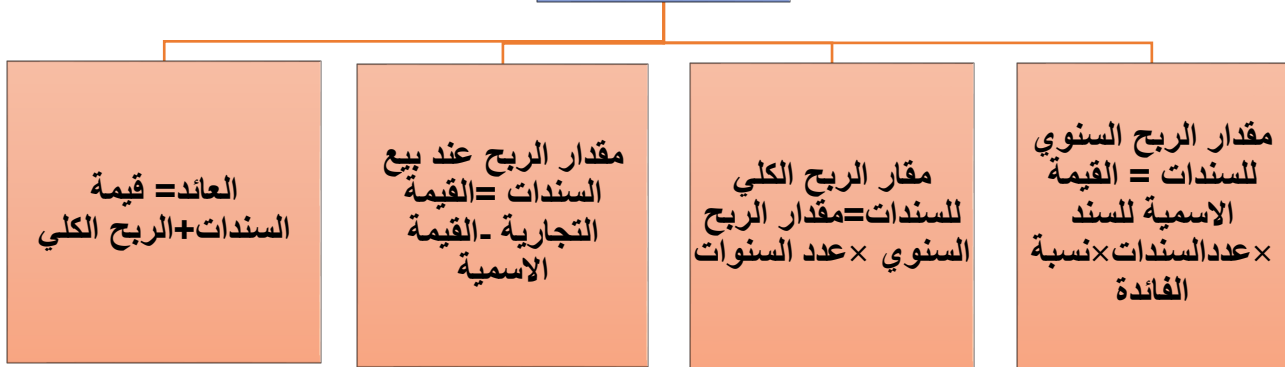 مقدار الربح السنوي
للسندات = القيمة
الاسمية للسند
×عددالسندات×نسبة
الفائدة
مقار الربح الكلي
للسندات=مقدار الربح
السنوي ×عدد السنوات
مقدار الربح عند بيع
السندات =القيمة
التجارية -القيمة
الاسمية
العائد= قيمة
السندات+الربح الكلي